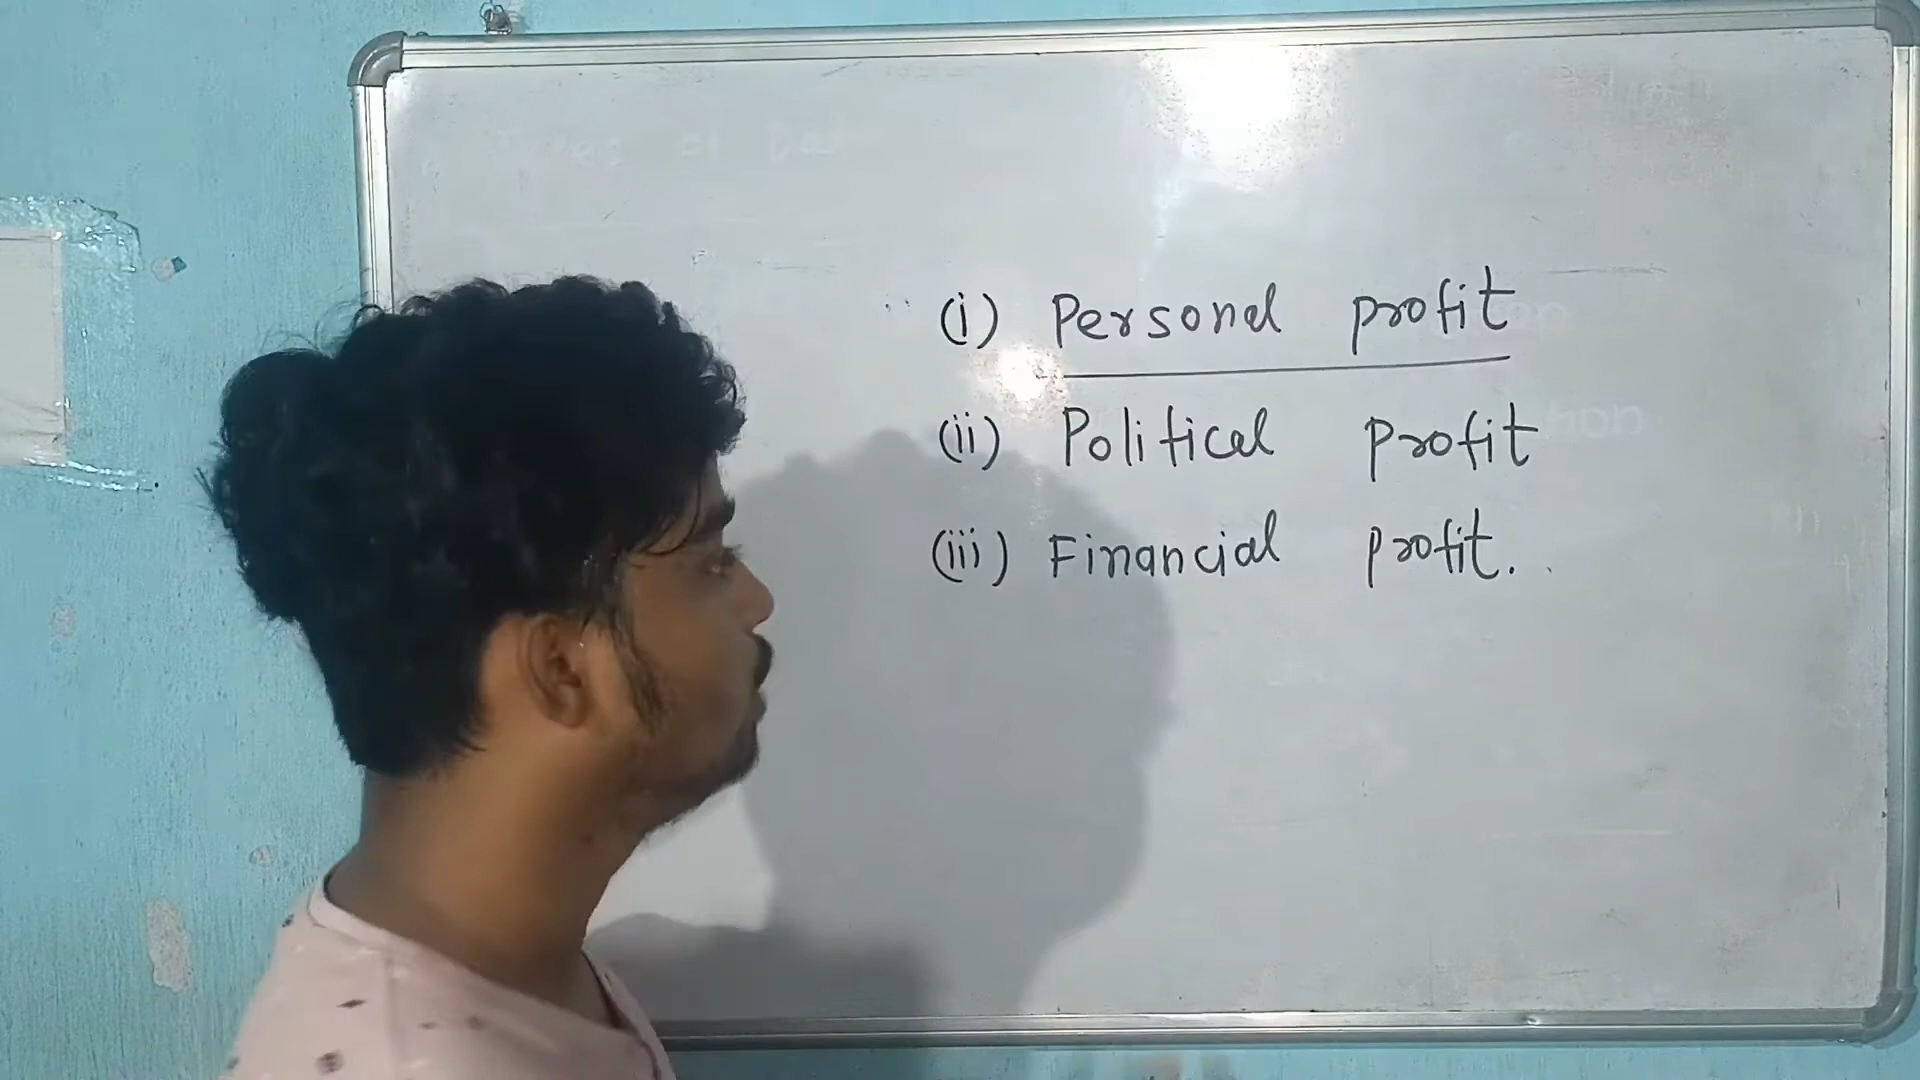 (i) Personal profit
(ii) Political profit
(iii) Financial profit.